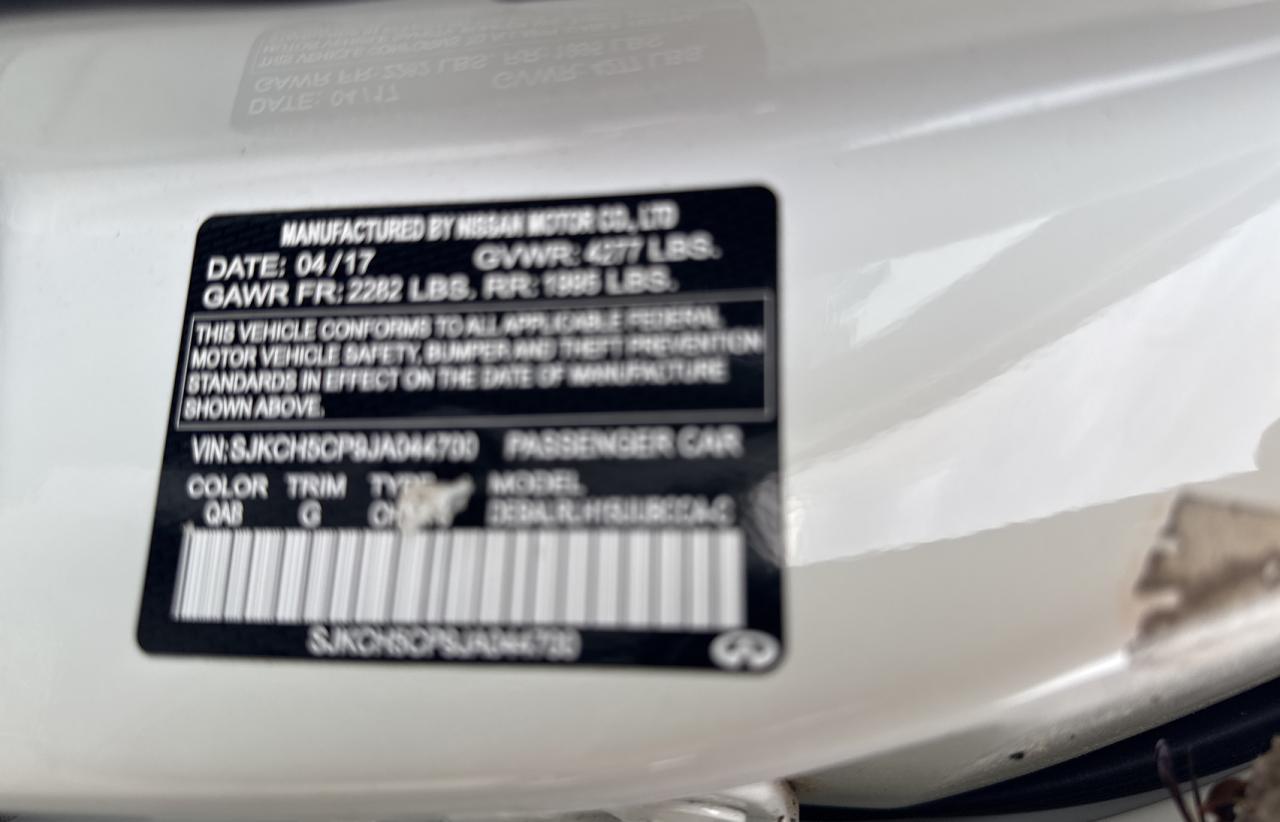 MANUFACTURED BY NISSAN MOTOR CO., LTD
DATE: 04/17 GVWR: 4277 LBS.
GAWR FR: 2282 LBS. RR: 1995 LBS.
THIS VEHICLE CONFORMS TO ALL APPLICABLE FEDERAL
MOTOR VEHICLE SAFETY, BUMPER AND THEFT PREVENTION
STANDARDS IN EFFECT ON THE DATE OF MANUFACTURE
SHOWN ABOVE.
VIN: SJKCH5CP9JA044700 PASSENGER CAR
COLOR TRIM TYPE MODEL
QAB G
SJKCH5CP9JA044700